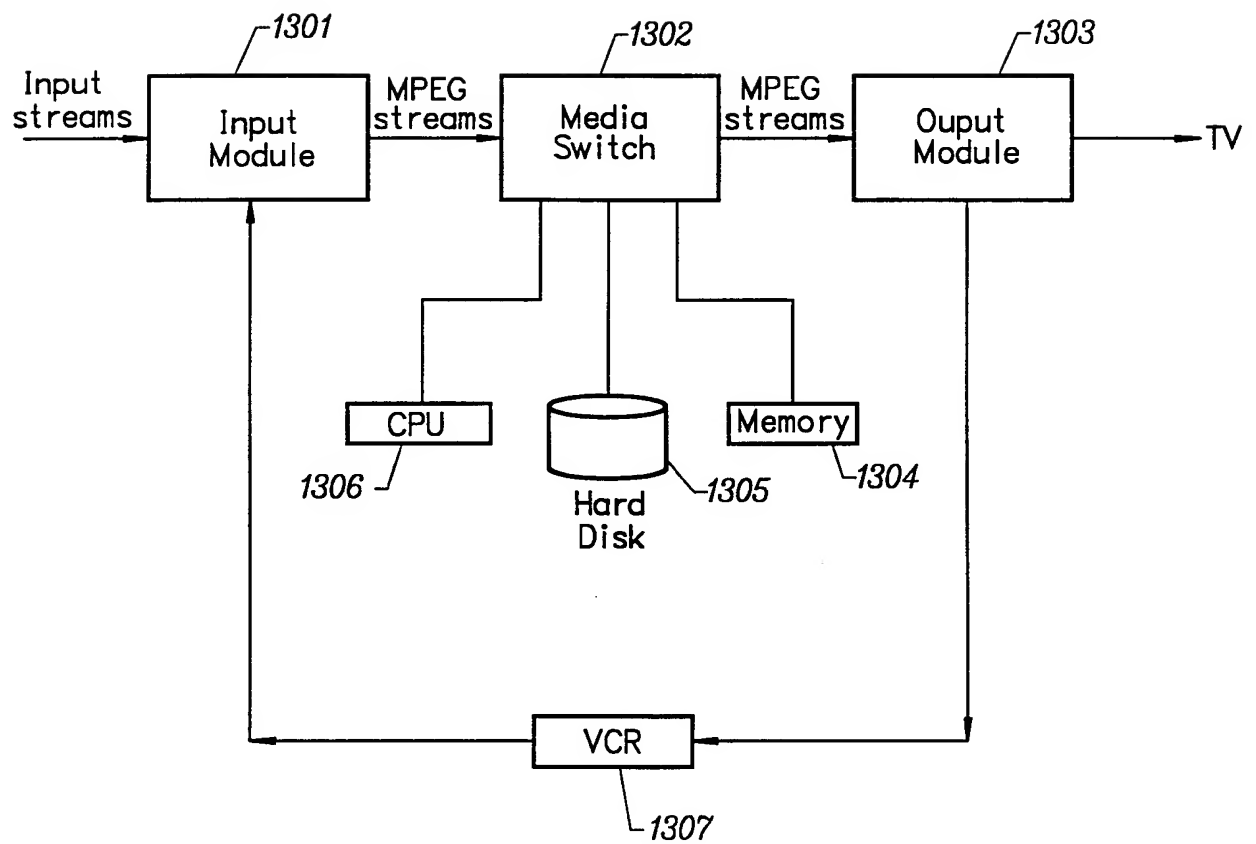 1301
1302
1303
Input
streams
Input
Module
MPEG
streams
Media
Switch
MPEG
streams
Ouput
Module
TV
CPU
Memory
1306
1305
1304
Hard
Disk
VCR
1307